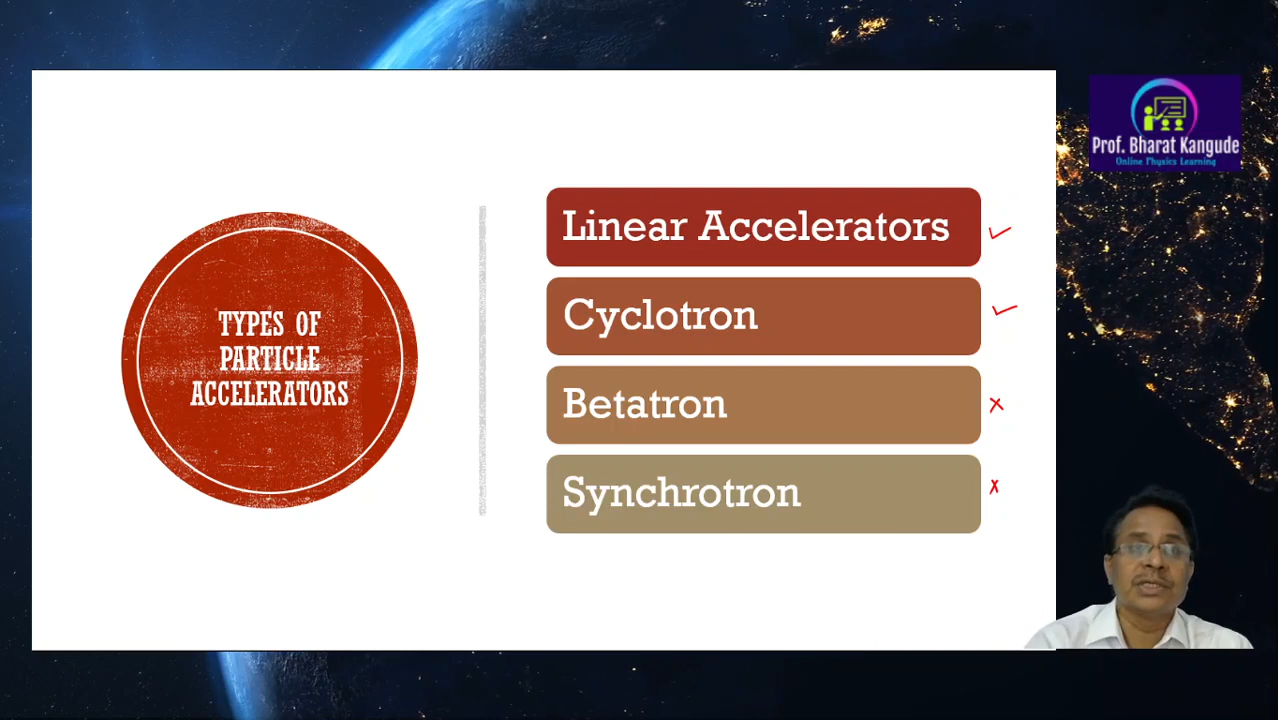 Prof. Bharat Kangude
Online Physics Learning
TYPES OF
PARTICLE
ACCELERATORS
Linear Accelerators
Cyclotron
Betatron
Synchrotron